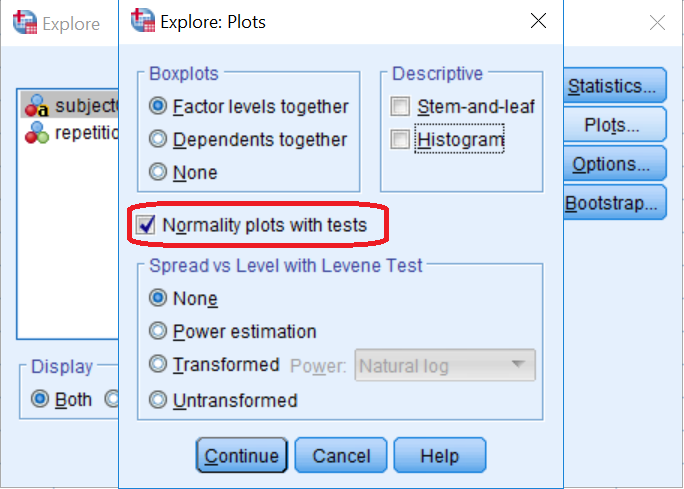 Explore
Explore: Plots
subject
repetitio
Display
Both
Boxplots
Factor levels together
Dependents together
None
Descriptive
Stem-and-leaf
Histogram
Normality plots with tests
Spread vs Level with Levene Test
None
Power estimation
Transformed Power: Natural log
Untransformed
Continue Cancel Help
Statistics...
Plots...
Options...
Bootstrap...